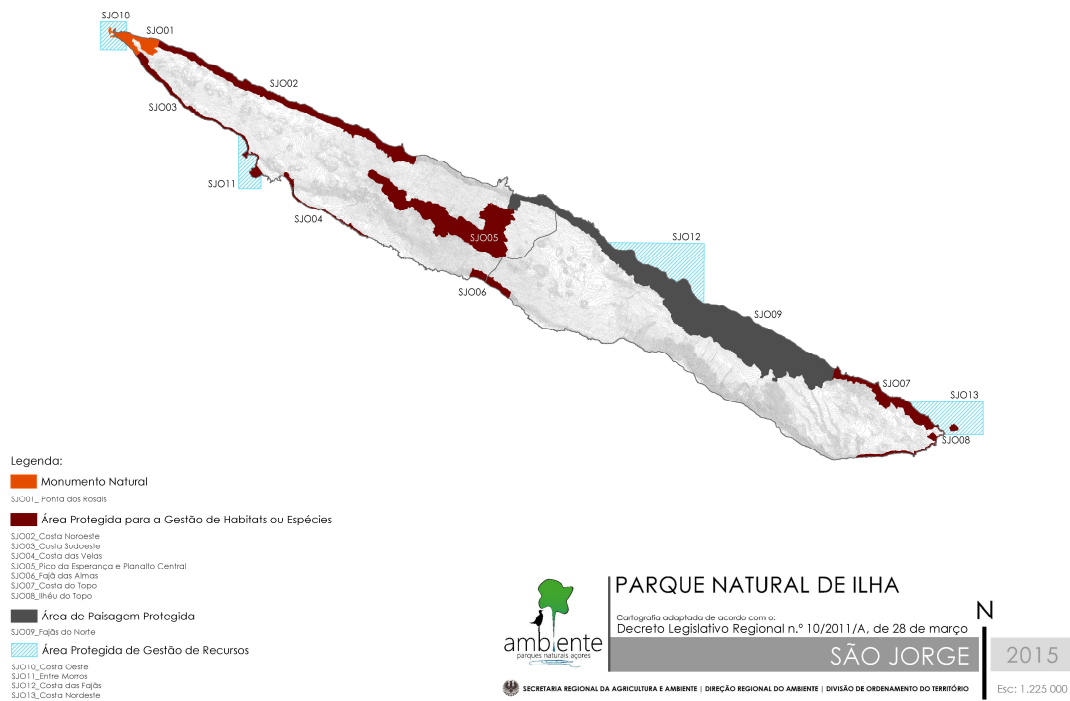 SJO10
SJO01
SJO02
SJO03
SJO11
SJO04
SJO05
SJO12
SJO06
SJO09
SJO07
SJO13
SJO08
Legenda:
Monumento Natural
SJO01_ Ponta dos Rosais
Área Protegida para a Gestão de Habitats ou Espécies
SJO02_Costa Noroeste
SJO03_Costa Sudoeste
SJO04_Costa das Velas
SJO05_Pico da Esperança e Planalto Central
SJO06_Fajã das Almas
SJO07_Costa do Topo
SJO08_Ilhéu do Topo
Área de Paisagem Protegida
SJO09_Fajãs do Norte
Área Protegida de Gestão de Recursos
SJO10_Costa Oeste
SJO11_Entre Morros
SJO12_Costa das Fajãs
SJO13_Costa Nordeste
ambiente
parques naturais açores
PARQUE NATURAL DE ILHA
Cartografia adaptada de acordo com o:
Decreto Legislativo Regional n.º 10/2011/A, de 28 de março
SÃO JORGE
N
2015
SECRETARIA REGIONAL DA AGRICULTURA E AMBIENTE | DIREÇÃO REGIONAL DO AMBIENTE | DIVISÃO DE ORDENAMENTO DO TERRITÓRIO
Esc: 1.225 000